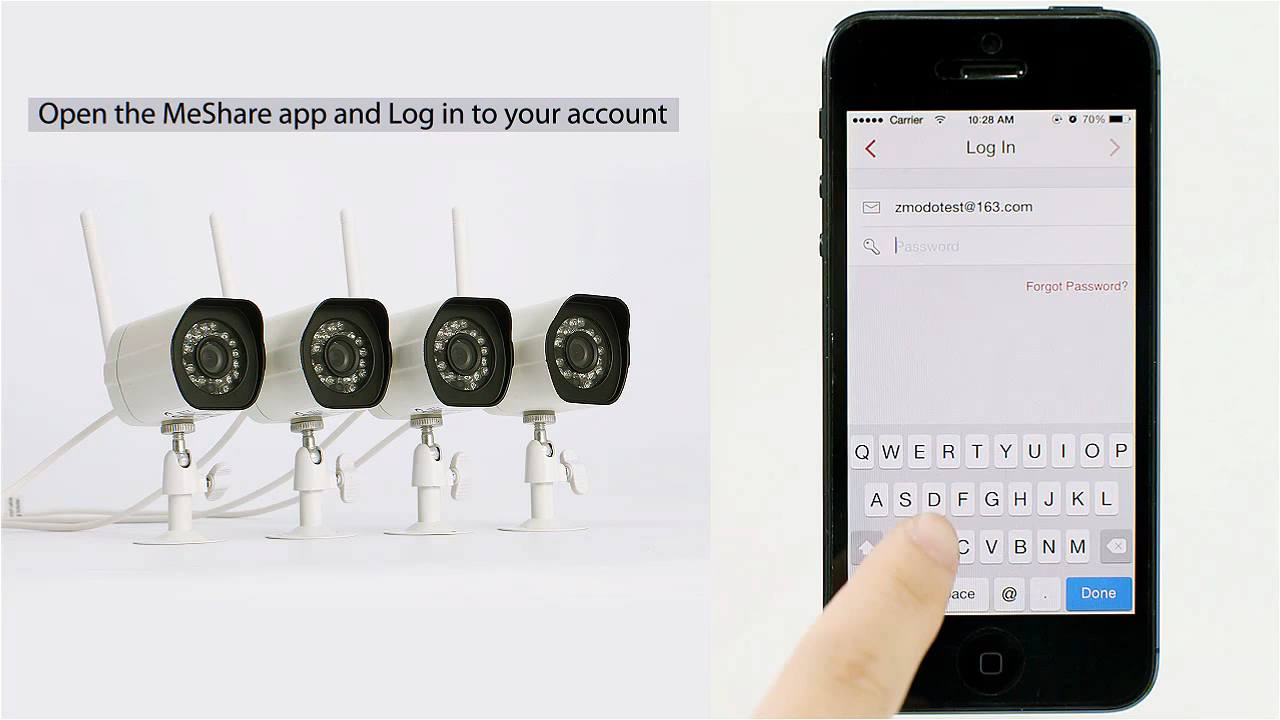 Open the MeShare app and Log in to your account
Carrier 10:28 AM 70%
Log In
zmodotest@163.com
Password
Forgot Password?
Q W E R T Y U I O P
A S D F G H J K L
C V B N M
@ . Done